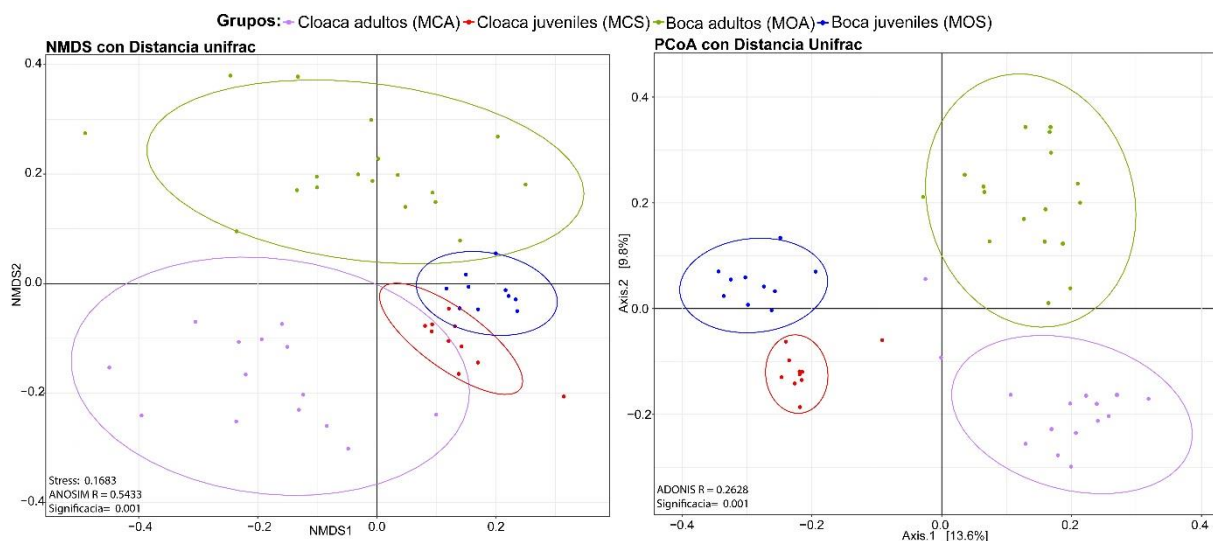 Grupos: Cloaca adultos (MCA) Cloaca juveniles (MCS) Boca adultos (MOA) Boca juveniles (MOS)
NMDS con Distancia unifrac
0.4
0.2
0.0
−0.2
−0.4
NMDS2
Stress: 0.1683
ANOSIM R = 0.5433
Significacia= 0.001
−0.4
−0.2
0.0
0.2
NMDS1
PCoA con Distancia Unifrac
0.4
0.2
0.0
−0.2
Axis.2 [9.8%]
ADONIS R = 0.2628
Significacia= 0.001
−0.4
−0.2
0.0
0.2
0.4
Axis.1 [13.6%]